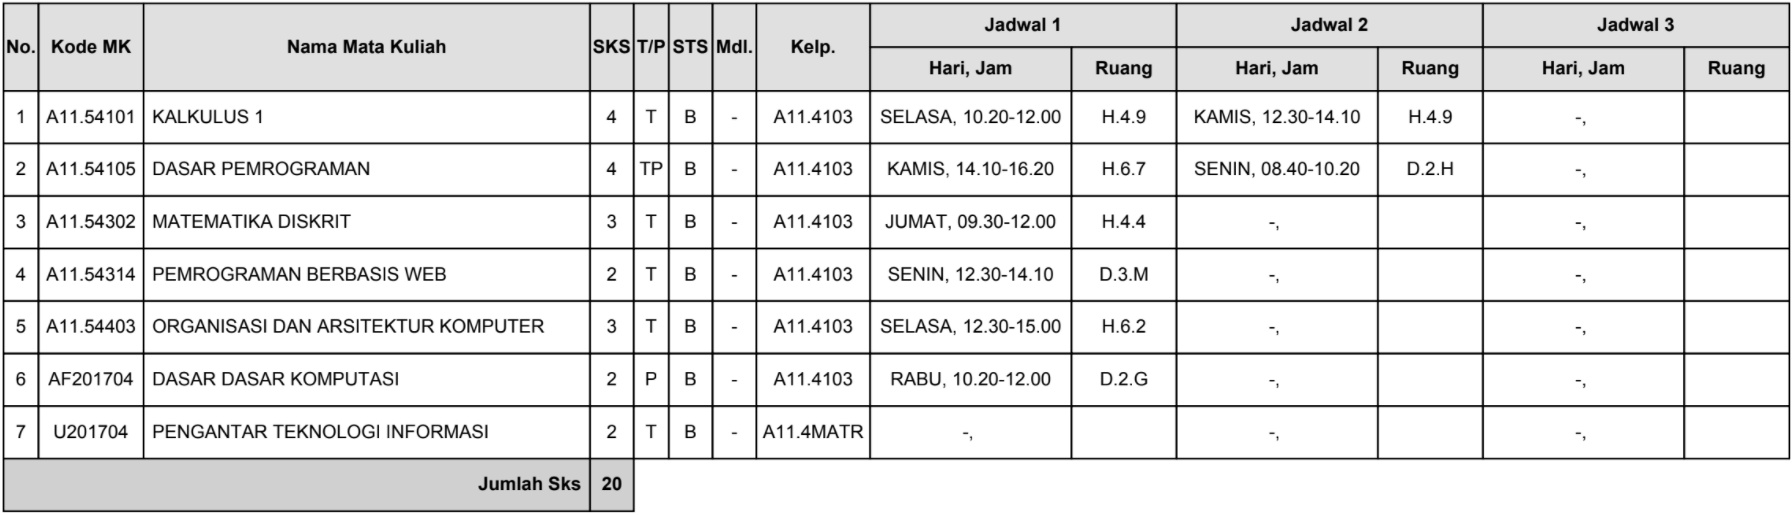 No. Kode MK Nama Mata Kuliah SKS T/P STS Mdl. Kelp. Jadwal 1 Jadwal 2 Jadwal 3
Hari, Jam Ruang Hari, Jam Ruang Hari, Jam Ruang
1 A11.54101 KALKULUS 1 4 T B - A11.4103 SELASA, 10.20-12.00 H.4.9 KAMIS, 12.30-14.10 H.4.9 -,
2 A11.54105 DASAR PEMROGRAMAN 4 TP B - A11.4103 KAMIS, 14.10-16.20 H.6.7 SENIN, 08.40-10.20 D.2.H -,
3 A11.54302 MATEMATIKA DISKRIT 3 T B - A11.4103 JUMAT, 09.30-12.00 H.4.4 -, -,
4 A11.54314 PEMROGRAMAN BERBASIS WEB 2 T B - A11.4103 SENIN, 12.30-14.10 D.3.M -, -,
5 A11.54403 ORGANISASI DAN ARSITEKTUR KOMPUTER 3 T B - A11.4103 SELASA, 12.30-15.00 H.6.2 -, -,
6 AF201704 DASAR DASAR KOMPUTASI 2 P B - A11.4103 RABU, 10.20-12.00 D.2.G -, -,
7 U201704 PENGANTAR TEKNOLOGI INFORMASI 2 T B - A11.4MATR -, -, -,
Jumlah Sks 20